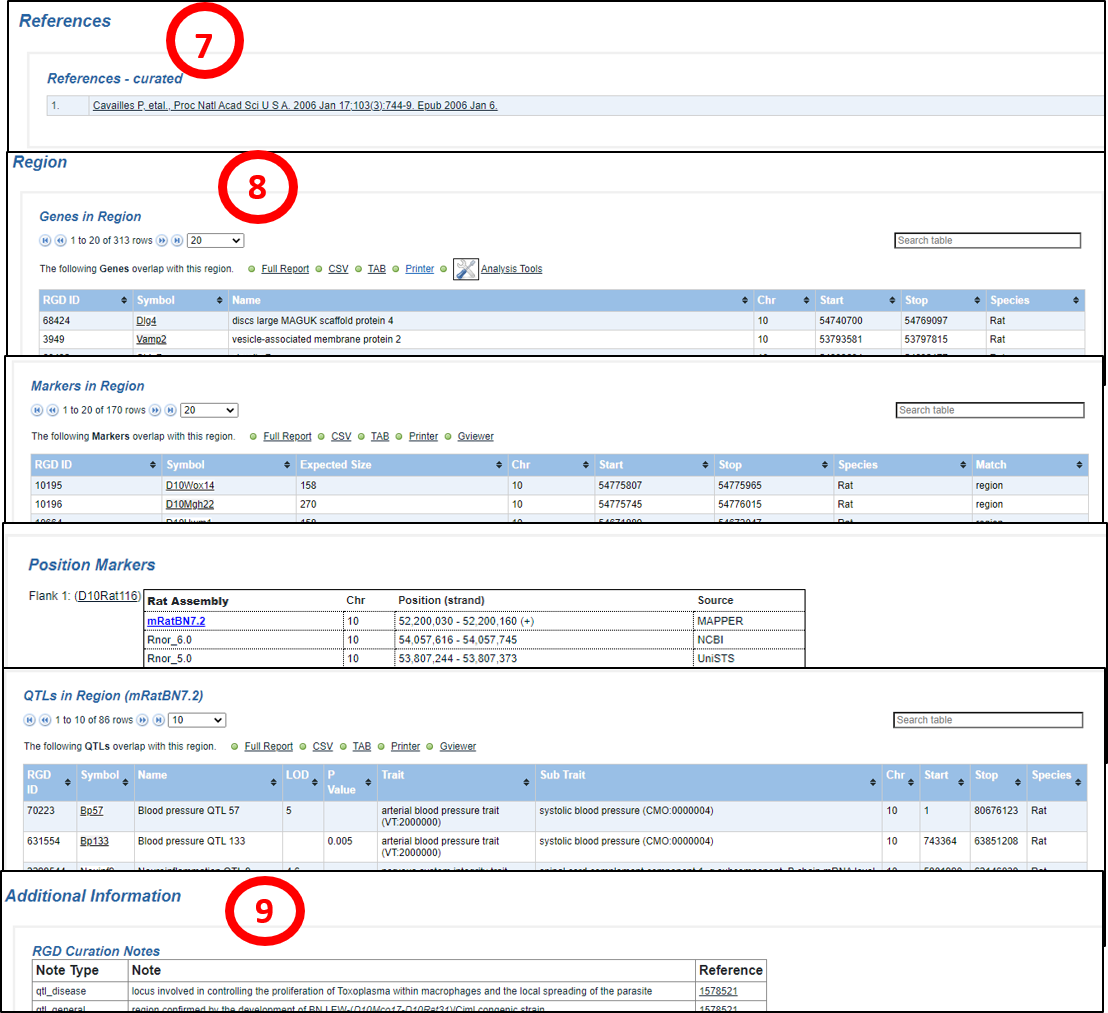 References
7
References - curated
1. Cavailles P, etal., Proc Natl Acad Sci U S A. 2006 Jan 17;103(3):744-9. Epub 2006 Jan 6.
Region
8
Genes in Region
1 to 20 of 313 rows 20 Search table
The following Genes overlap with this region. Full Report CSV TAB Printer Analysis Tools
RGD ID Symbol Name Chr Start Stop Species
68424 Dlg4 discs large MAGUK scaffold protein 4 10 54740700 54769097 Rat
3949 Vamp2 vesicle-associated membrane protein 2 10 53793581 53797815 Rat
Markers in Region
1 to 20 of 170 rows 20 Search table
The following Markers overlap with this region. Full Report CSV TAB Printer Gviewer
RGD ID Symbol Expected Size Chr Start Stop Species Match
10195 D10Wox14 158 10 54775807 54775965 Rat region
10196 D10Mgh22 270 10 54775745 54776015 Rat region
Position Markers
Flank 1: (D10Rat116) Rat Assembly Chr Position (strand) Source
mRatBN7.2 10 52,200,030 - 52,200,160 (+) MAPPER
Rnor_6.0 10 54,057,616 - 54,057,745 NCBI
Rnor_5.0 10 53,807,244 - 53,807,373 UniSTS
QTLs in Region (mRatBN7.2)
1 to 10 of 86 rows 10 Search table
The following QTLs overlap with this region. Full Report CSV TAB Printer Gviewer
RGD ID Symbol Name LOD P Value Trait Sub Trait Chr Start Stop Species
70223 Bp57 Blood pressure QTL 57 5 arterial blood pressure trait (VT:2000000) systolic blood pressure (CMO:0000004) 10 1 80676123 Rat
631554 Bp133 Blood pressure QTL 133 0.005 arterial blood pressure trait (VT:2000000) systolic blood pressure (CMO:0000004) 10 743364 63851208 Rat
Additional Information
9
RGD Curation Notes
Note Type Note Reference
qtl_disease locus involved in controlling the proliferation of Toxoplasma within macrophages and the local spreading of the parasite 1578521
qtl_general region confirmed by the development of 1578521